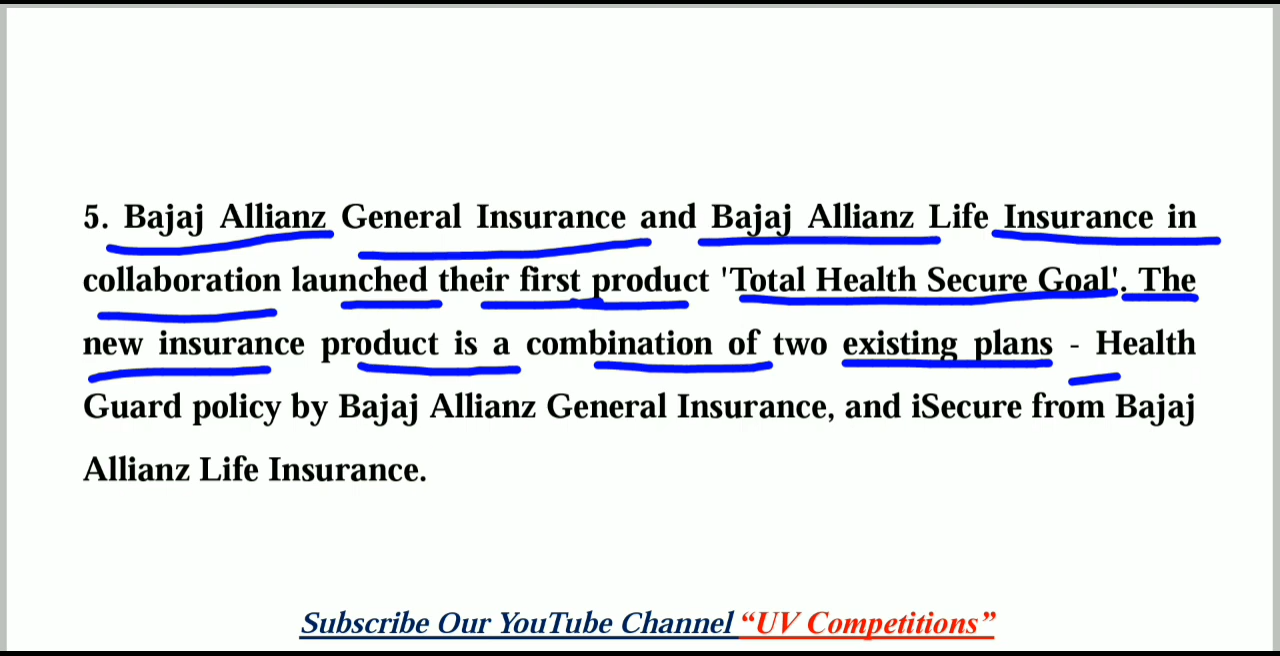 5. Bajaj Allianz General Insurance and Bajaj Allianz Life Insurance in
collaboration launched their first product 'Total Health Secure Goal'. The
new insurance product is a combination of two existing plans - Health
Guard policy by Bajaj Allianz General Insurance, and iSecure from Bajaj
Allianz Life Insurance.
Subscribe Our YouTube Channel “UV Competitions”